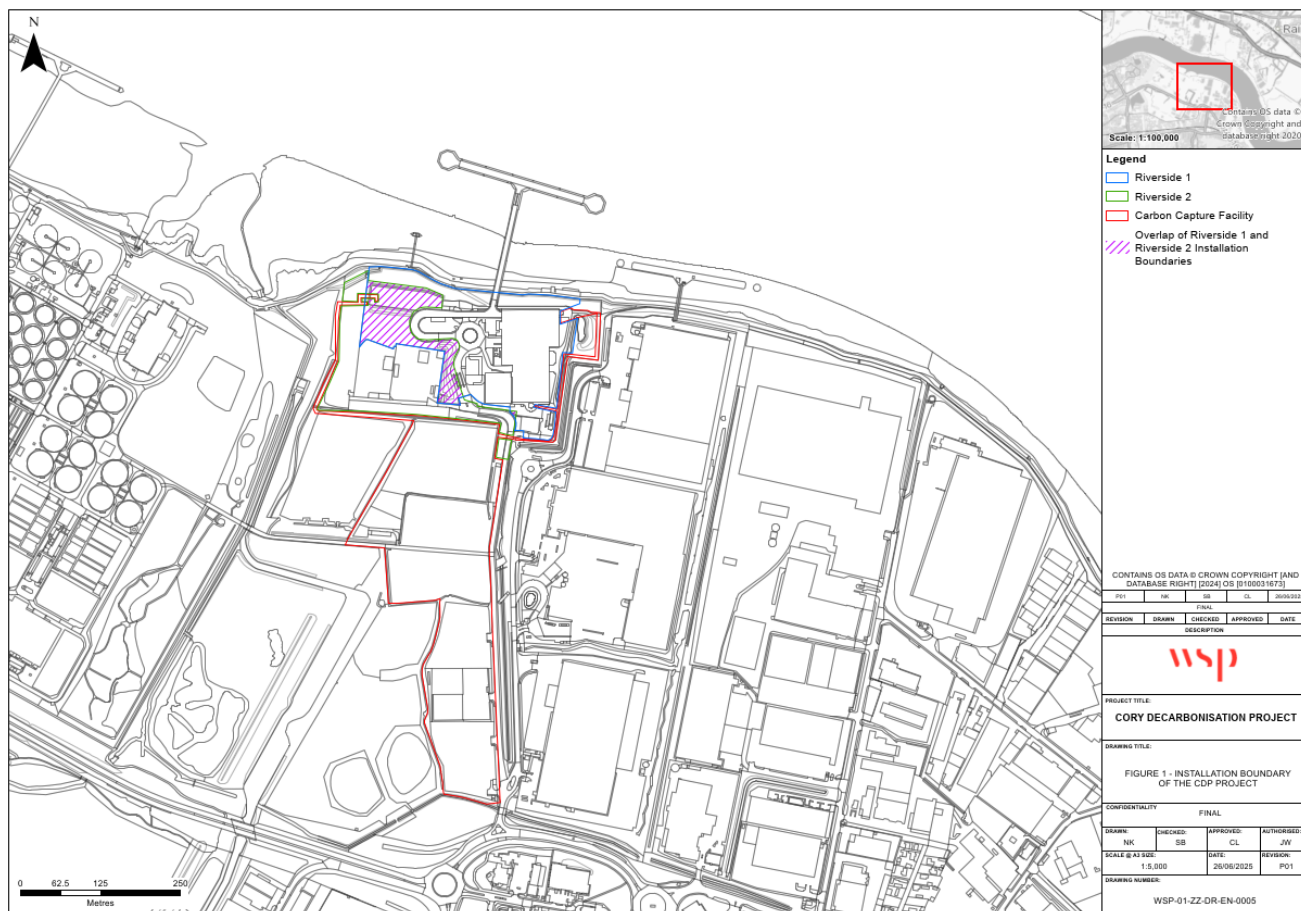 N
Rai
Contains OS data ©
Crown Copyright and
database right 2020
Scale: 1:100,000
Legend
Riverside 1
Riverside 2
Carbon Capture Facility
Overlap of Riverside 1 and
Riverside 2 Installation
Boundaries
CONTAINS OS DATA © CROWN COPYRIGHT [AND
DATABASE RIGHT] [2024] OS [0100031673]
P01 NK SB CL 26/06/202
FINAL
REVISION DRAWN CHECKED APPROVED DATE
DESCRIPTION
wsp
PROJECT TITLE:
CORY DECARBONISATION PROJECT
DRAWING TITLE:
FIGURE 1 - INSTALLATION BOUNDARY
OF THE CDP PROJECT
CONFIDENTIALITY
FINAL
DRAWN: CHECKED: APPROVED: AUTHORISED:
NK SB CL JW
SCALE @ A3 SIZE: DATE: REVISION:
1:5,000 26/06/2025 P01
DRAWING NUMBER:
WSP-01-ZZ-DR-EN-0005
0 62.5 125 250
Metres